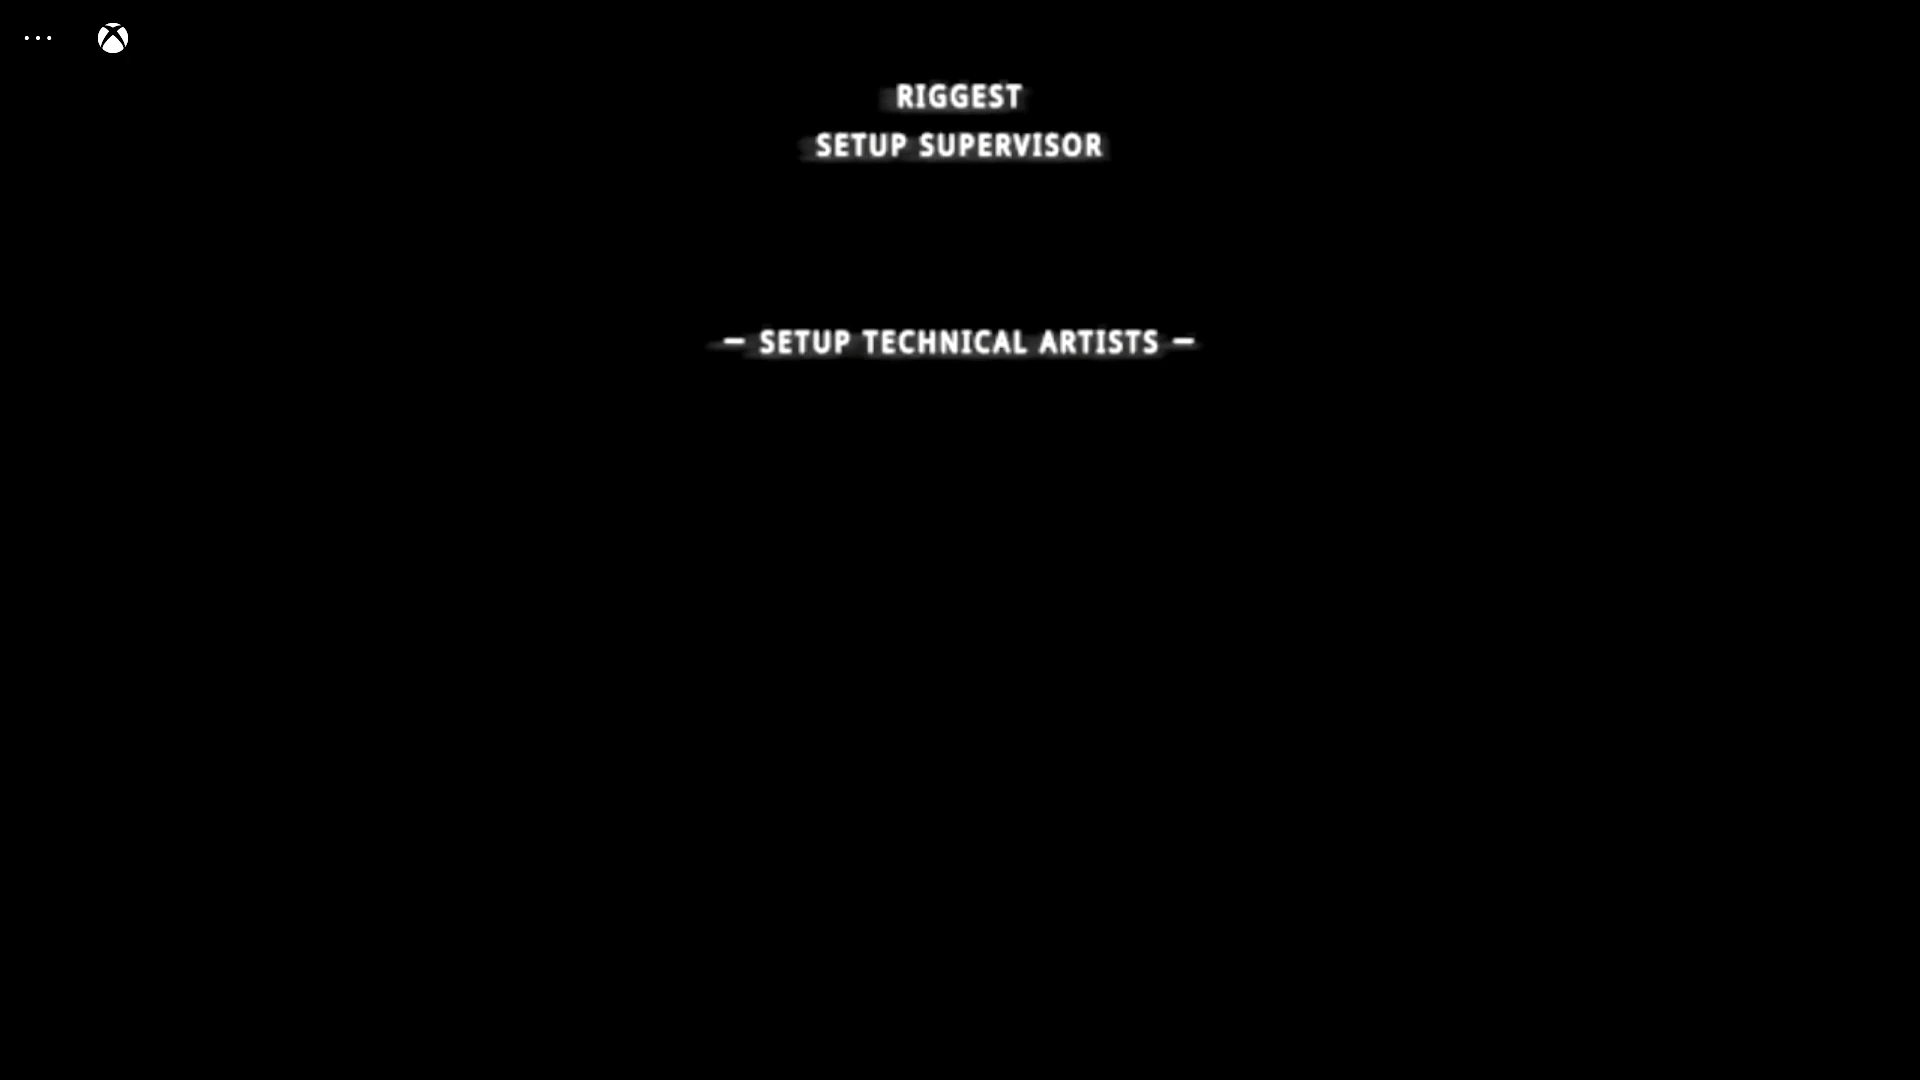 RIGGEST
SETUP SUPERVISOR
– SETUP TECHNICAL ARTISTS –